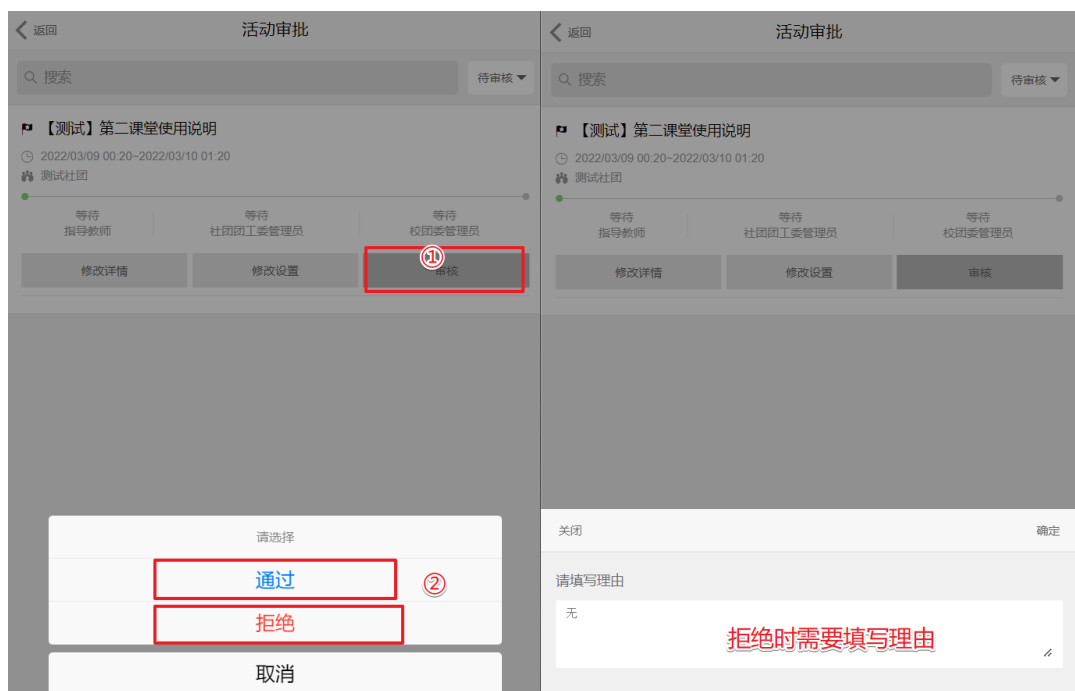 返回
活动审批
搜索
待审核
【测试】第二课堂使用说明
2022/03/09 00:20~2022/03/10 01:20
测试社团
等待 等待 等待
指导教师 社团团工委管理员 校团委管理员
①
修改详情 修改设置 审核
请选择
通过
②
拒绝
取消
返回
活动审批
搜索
待审核
【测试】第二课堂使用说明
2022/03/09 00:20~2022/03/10 01:20
测试社团
等待 等待 等待
指导教师 社团团工委管理员 校团委管理员
修改详情 修改设置 审核
关闭 确定
请填写理由
无
拒绝时需要填写理由